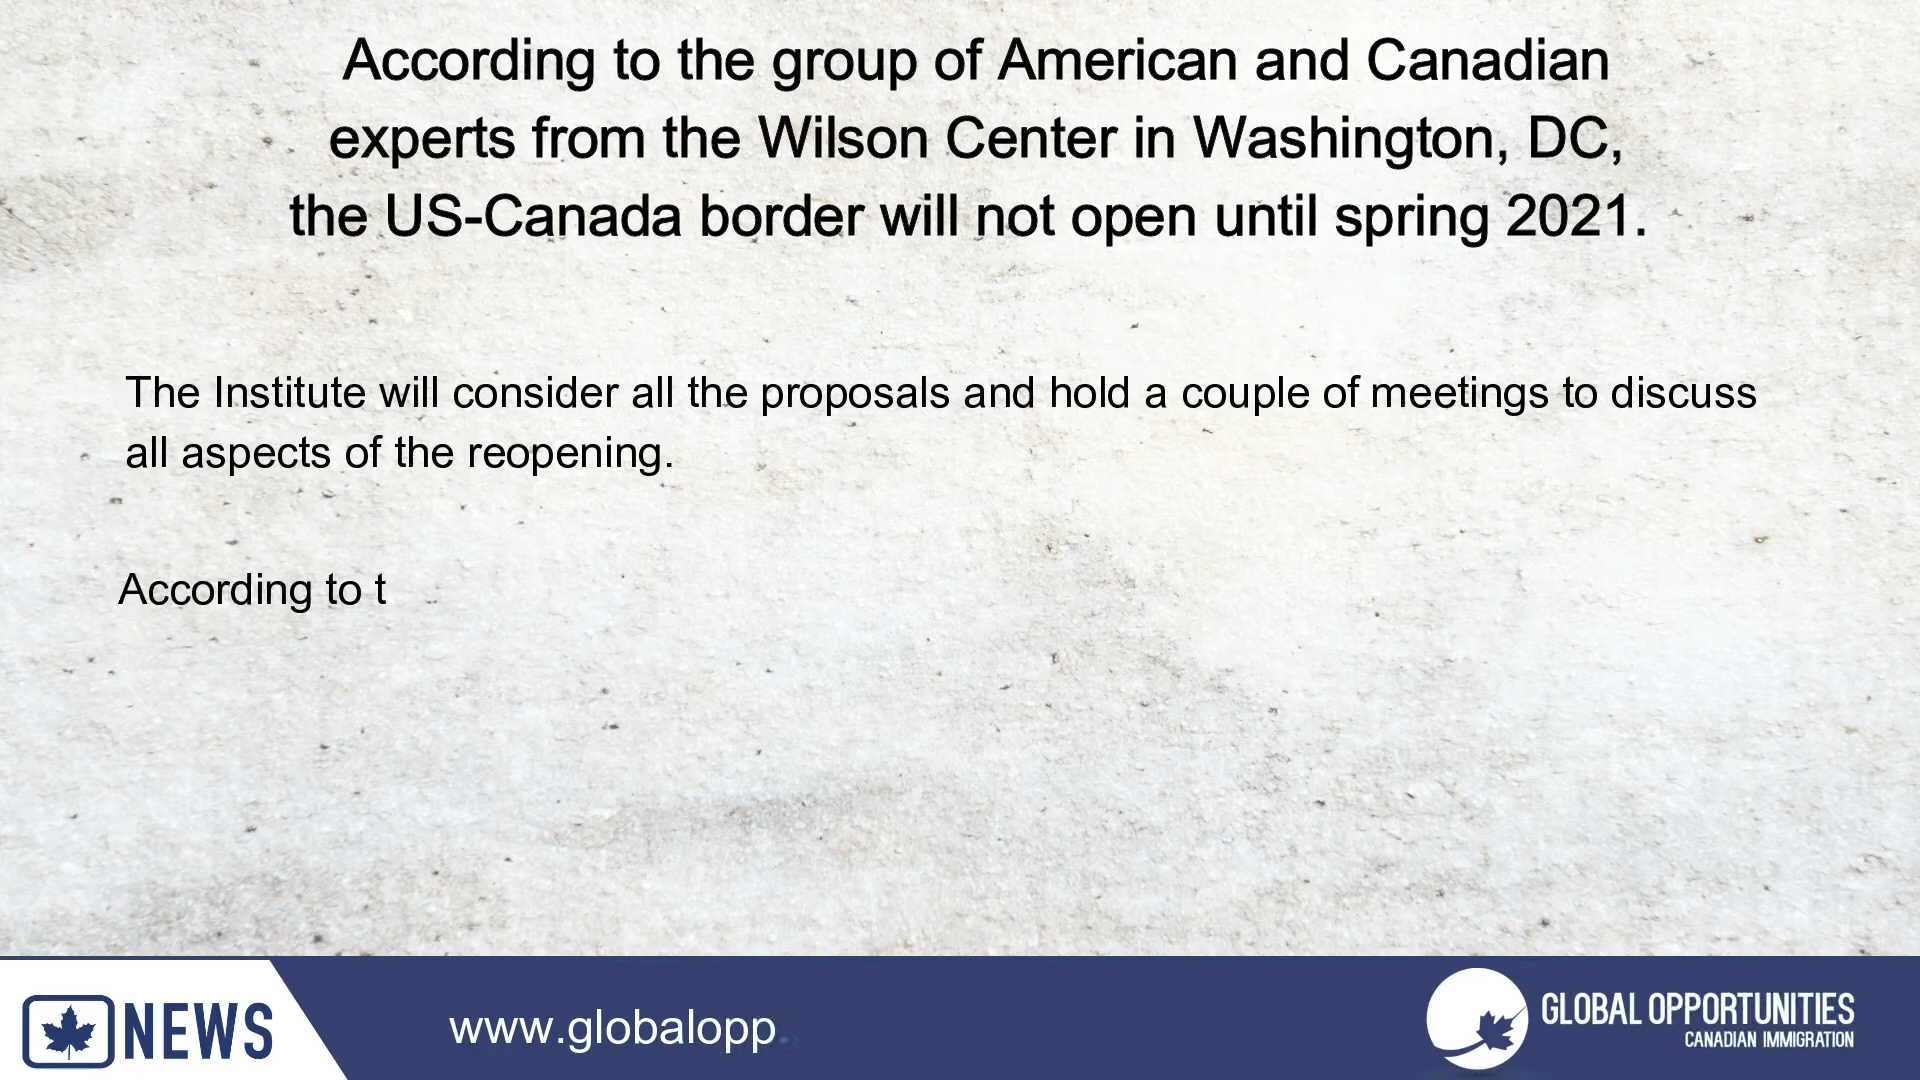 According to the group of American and Canadian
experts from the Wilson Center in Washington, DC,
the US-Canada border will not open until spring 2021.
The Institute will consider all the proposals and hold a couple of meetings to discuss
all aspects of the reopening.
According to t
NEWS
www.globalopp
GLOBAL OPPORTUNITIES
CANADIAN IMMIGRATION